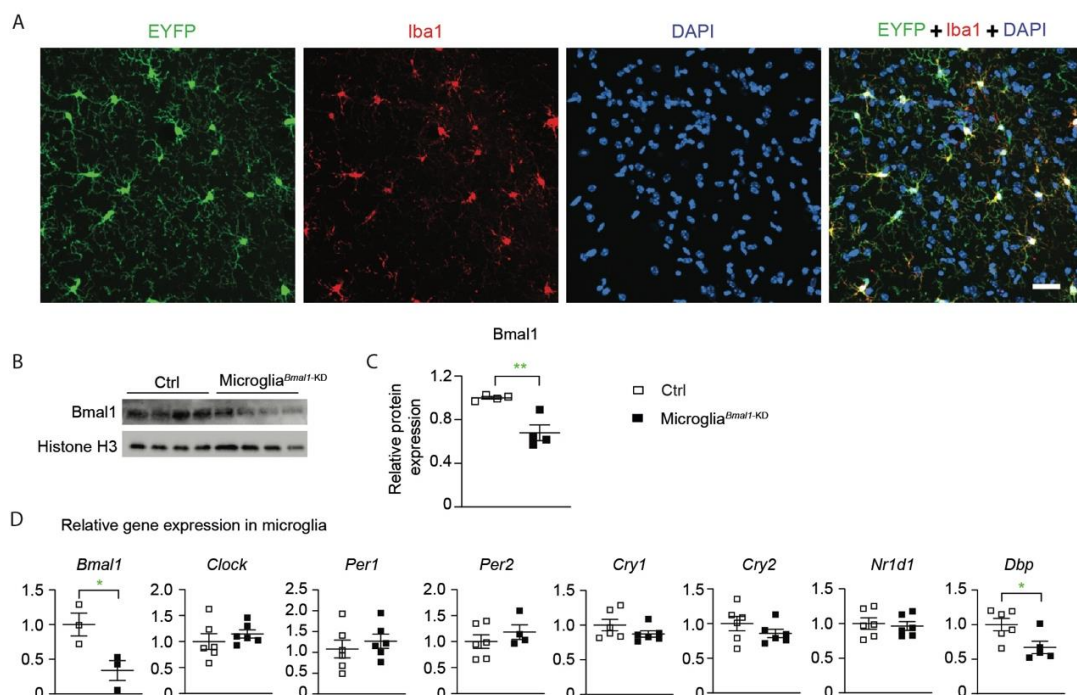 A
EYFP
Iba1
DAPI
EYFP + Iba1 + DAPI
B
Ctrl
Microglia^Bmal1-KD
Bmal1
Histone H3
C
Bmal1
**
Relative protein
expression
1.2
0.8
0.4
0
Ctrl
Microglia^Bmal1-KD
D
Relative gene expression in microglia
Bmal1
Clock
Per1
Per2
Cry1
Cry2
Nr1d1
Dbp
1.5
1.0
0.5
0
*
2.0
1.5
1.0
0.5
0
2.5
2.0
1.5
1.0
0.5
0
2.0
1.5
1.0
0.5
0
1.5
1.0
0.5
0
1.5
1.0
0.5
0
1.5
1.0
0.5
0
1.5
1.0
0.5
0
*